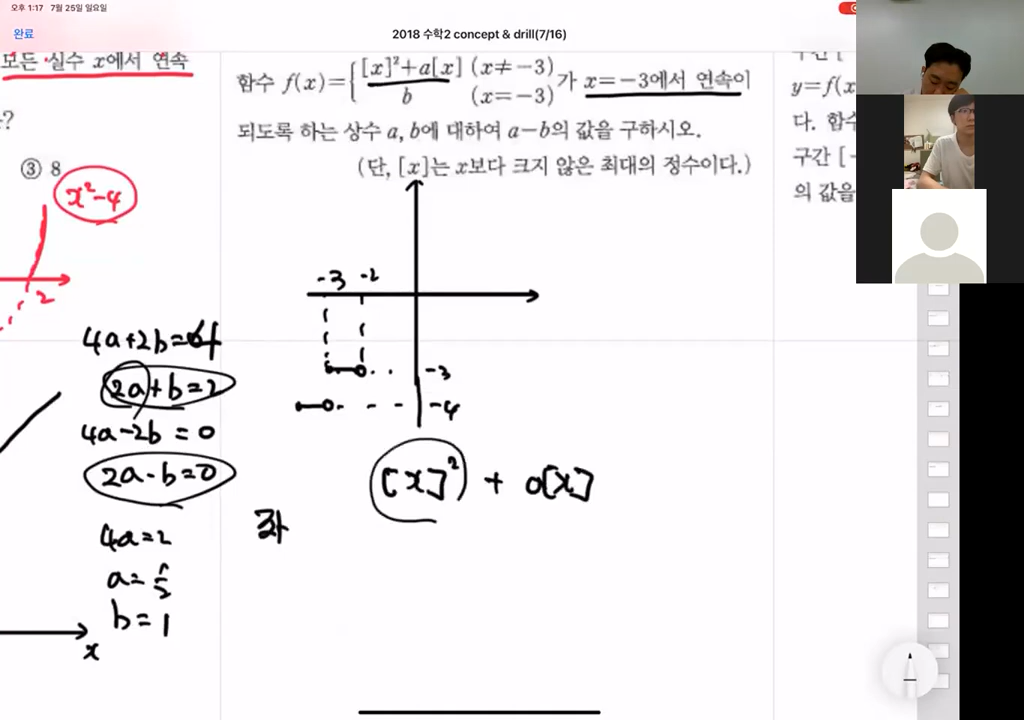 오후 1:17 7월 25일 일요일
완료
2018 수학2 concept & drill(7/16)
모든 실수 x에서 연속
③ 8
x²-4
2
4a+2b=4
2a+b=2
4a-2b=0
2a-b=0
4a=2
b=1
x
함수 f(x)={[x]²+a[x] (x≠-3)
b (x=-3)
가 x=-3에서 연속이
되도록 하는 상수 a, b에 대하여 a-b의 값을 구하시오.
(단, [x]는 x보다 크지 않은 최대의 정수이다.)
-3 -2
-3
-4
[x]² + a[x]
좌
y=f(x
다. 함수
구간 [-
의 값을